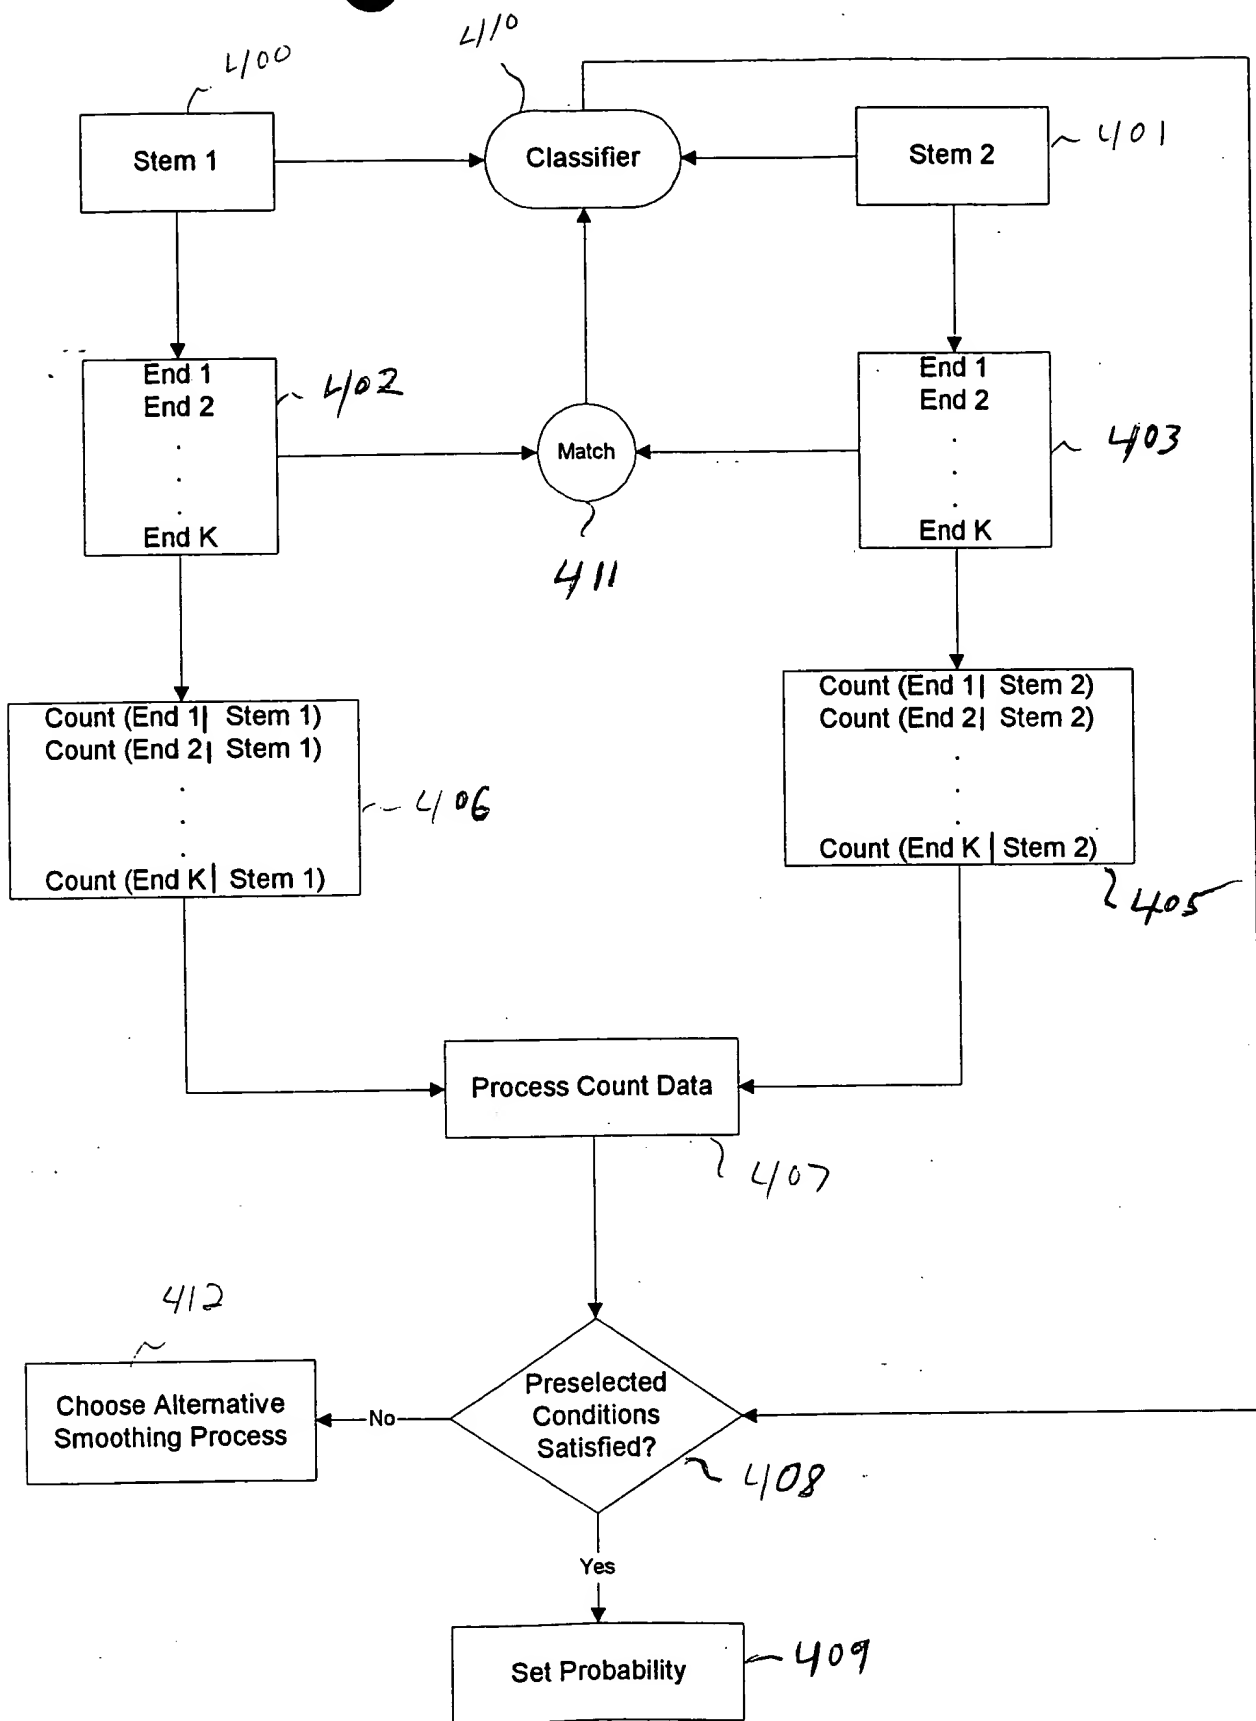 400
410
Stem 1
Classifier
Stem 2
401
End 1
End 2
.
.
.
End K
402
Match
411
End 1
End 2
.
.
.
End K
403
Count (End 1| Stem 1)
Count (End 2| Stem 1)
.
.
.
Count (End K| Stem 1)
406
Count (End 1| Stem 2)
Count (End 2| Stem 2)
.
.
.
Count (End K | Stem 2)
405
Process Count Data
407
412
Choose Alternative
Smoothing Process
No
Preselected
Conditions
Satisfied?
408
Yes
Set Probability
409